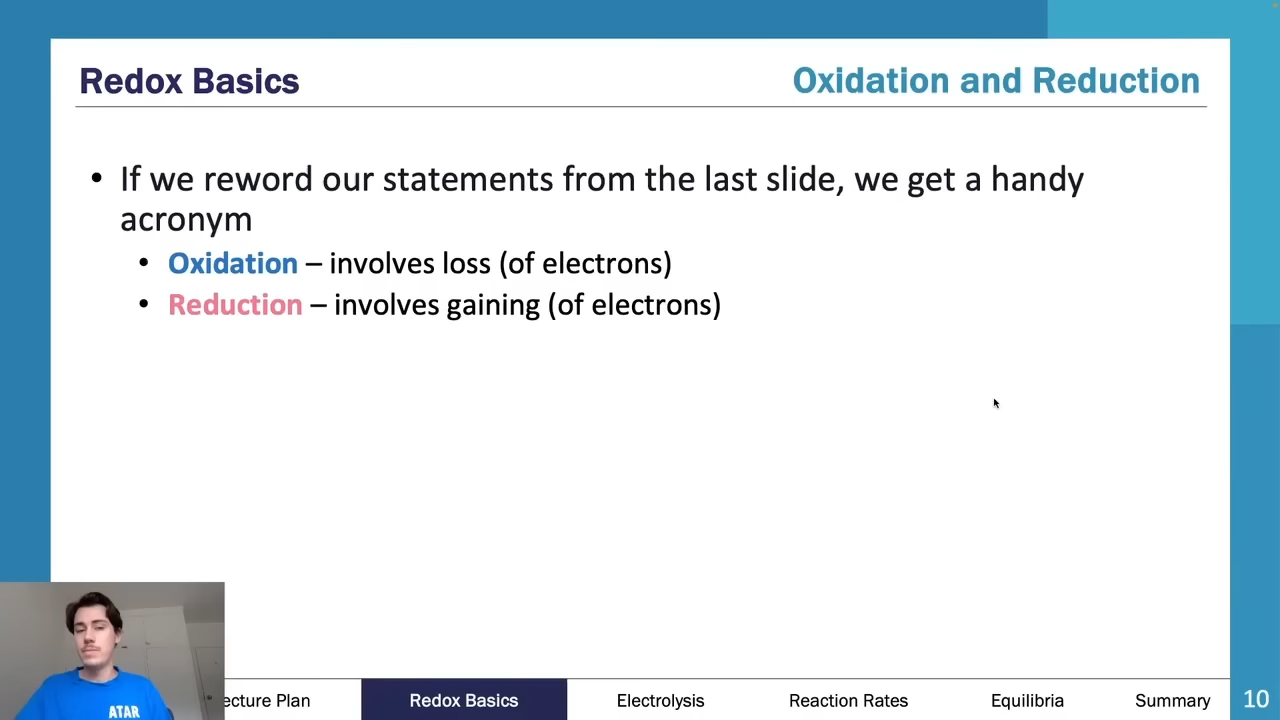 Redox Basics
Oxidation and Reduction
• If we reword our statements from the last slide, we get a handy
acronym
• Oxidation – involves loss (of electrons)
• Reduction – involves gaining (of electrons)
ATAR
ecture Plan
Redox Basics
Electrolysis
Reaction Rates
Equilibria
Summary
10